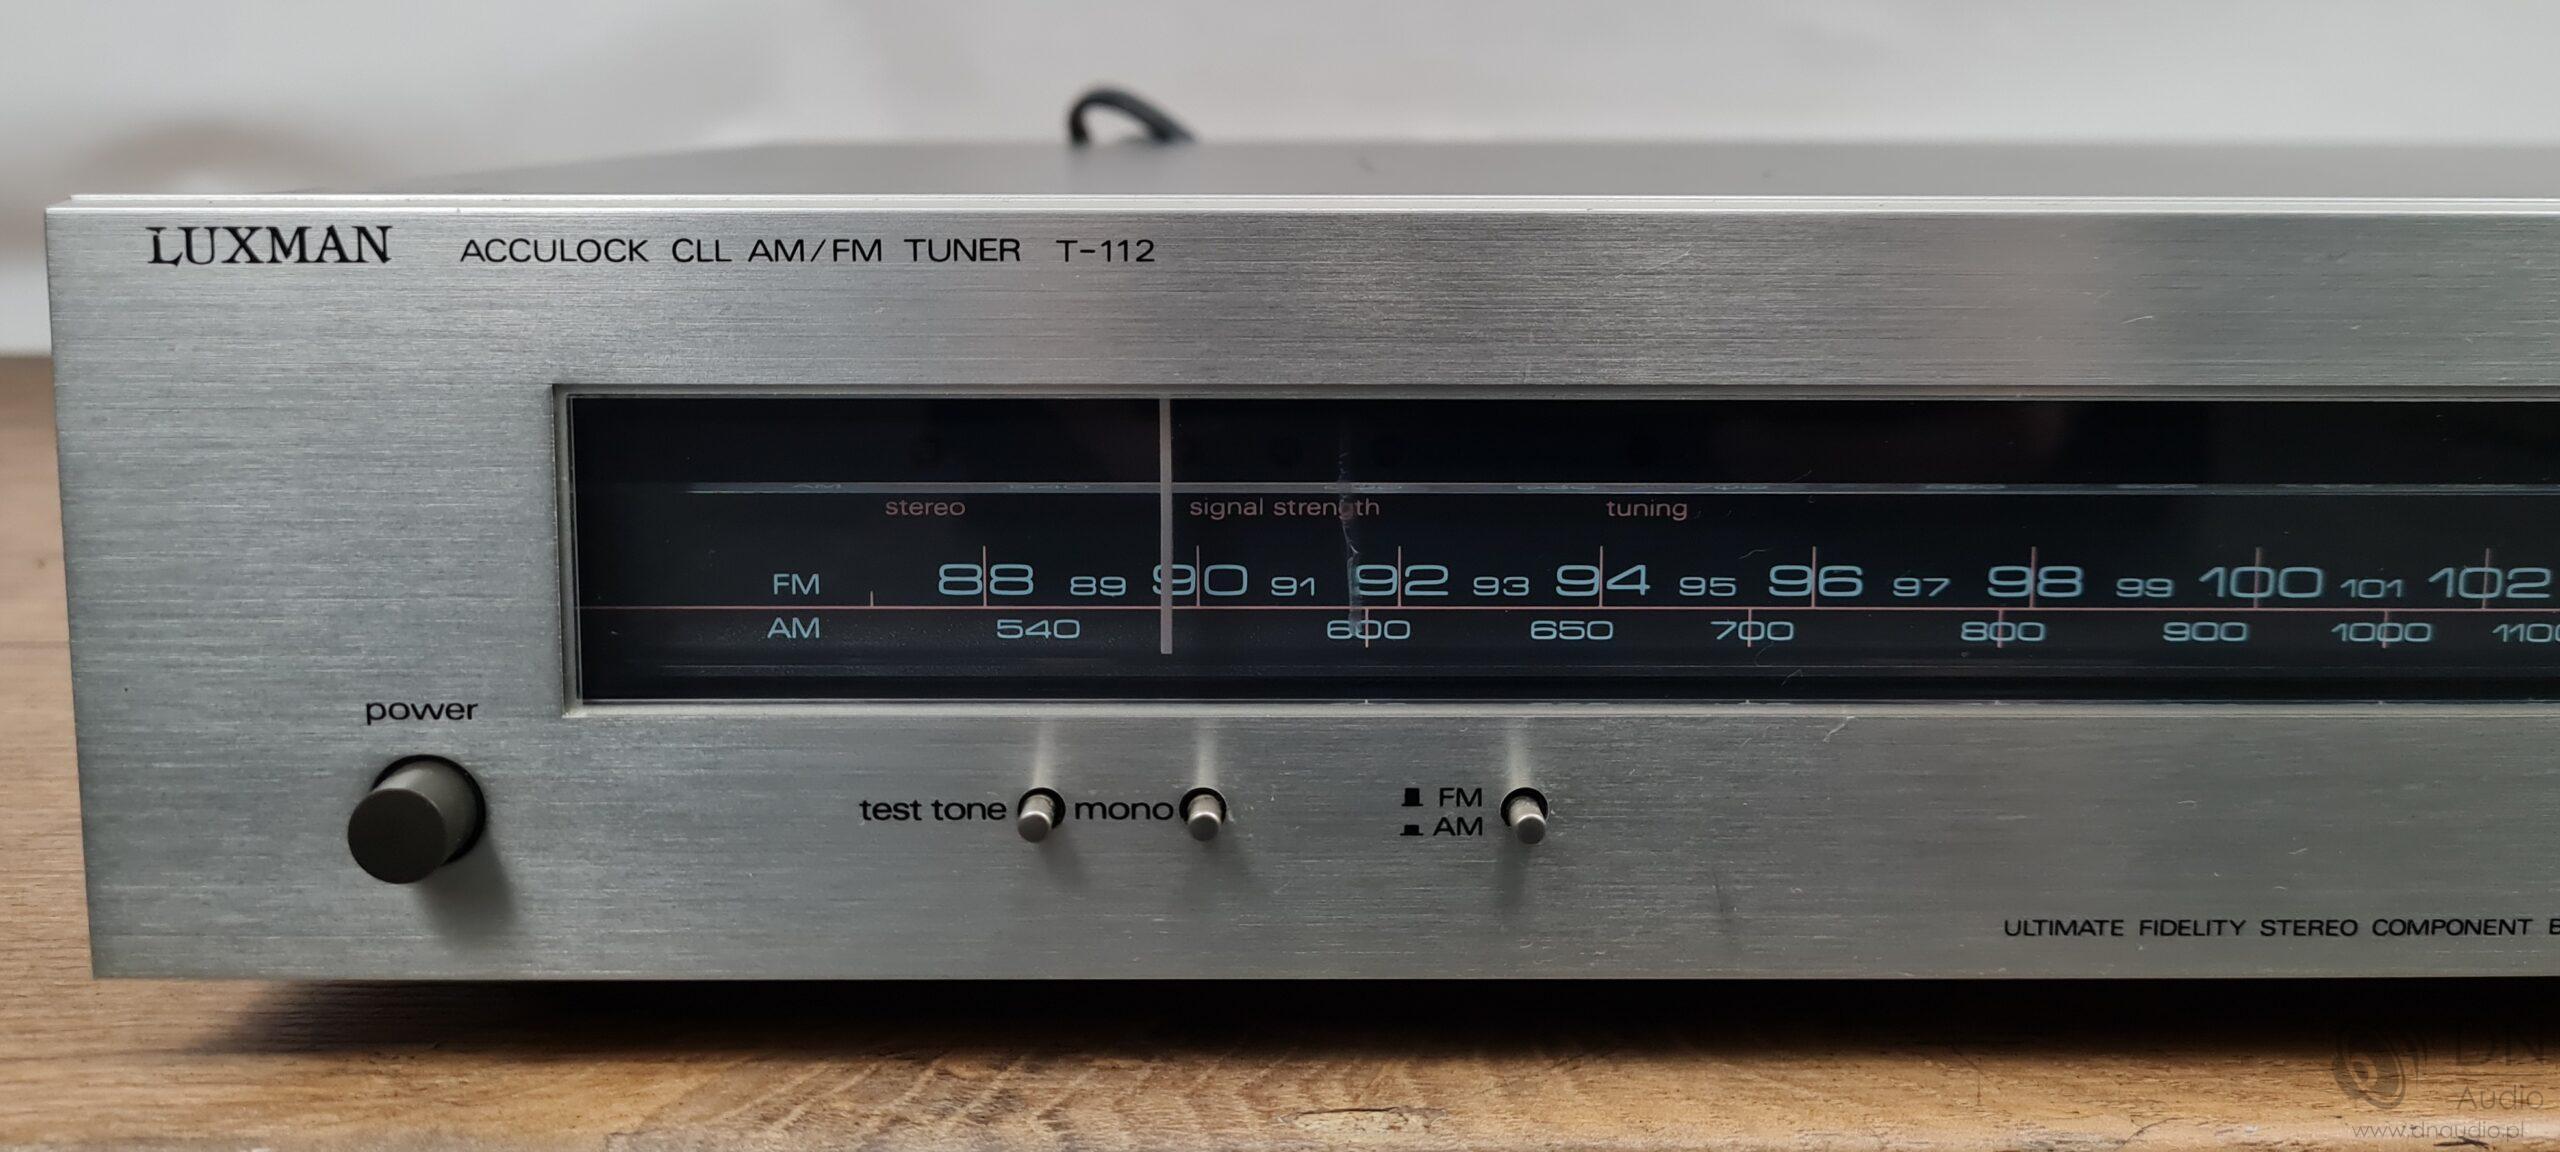 LUXMAN ACCULOCK CLL AM/FM TUNER T-112
stereo signal strength tuning
FM 88 89 90 91 92 93 94 95 96 97 98 99 100 101 102
AM 540 600 650 700 800 900 1000 1100
power
test tone mono FM
AM
ULTIMATE FIDELITY STEREO COMPONENT
DN
Audio
www.dnaudio.pl